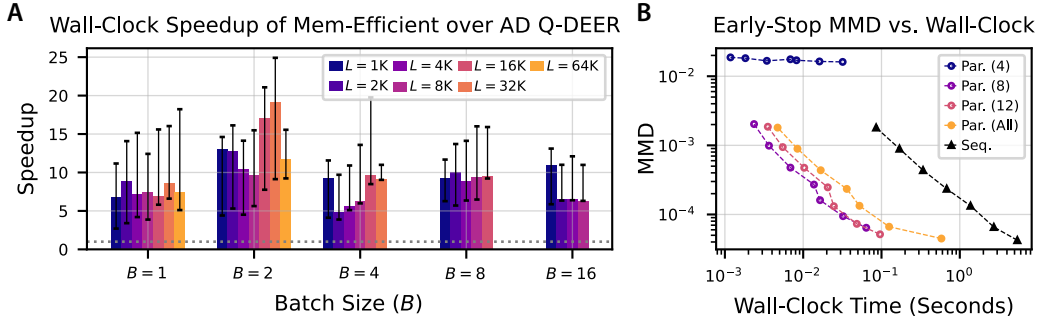 A
Wall-Clock Speedup of Mem-Efficient over AD Q-DEER
Speedup
25
20
15
10
5
0
L = 1K
L = 2K
L = 4K
L = 8K
L = 16K
L = 32K
L = 64K
B = 1
B = 2
B = 4
B = 8
B = 16
Batch Size (B)
B
Early-Stop MMD vs. Wall-Clock
MMD
10⁻²
10⁻³
10⁻⁴
Par. (4)
Par. (8)
Par. (12)
Par. (All)
Seq.
10⁻³
10⁻²
10⁻¹
10⁰
Wall-Clock Time (Seconds)